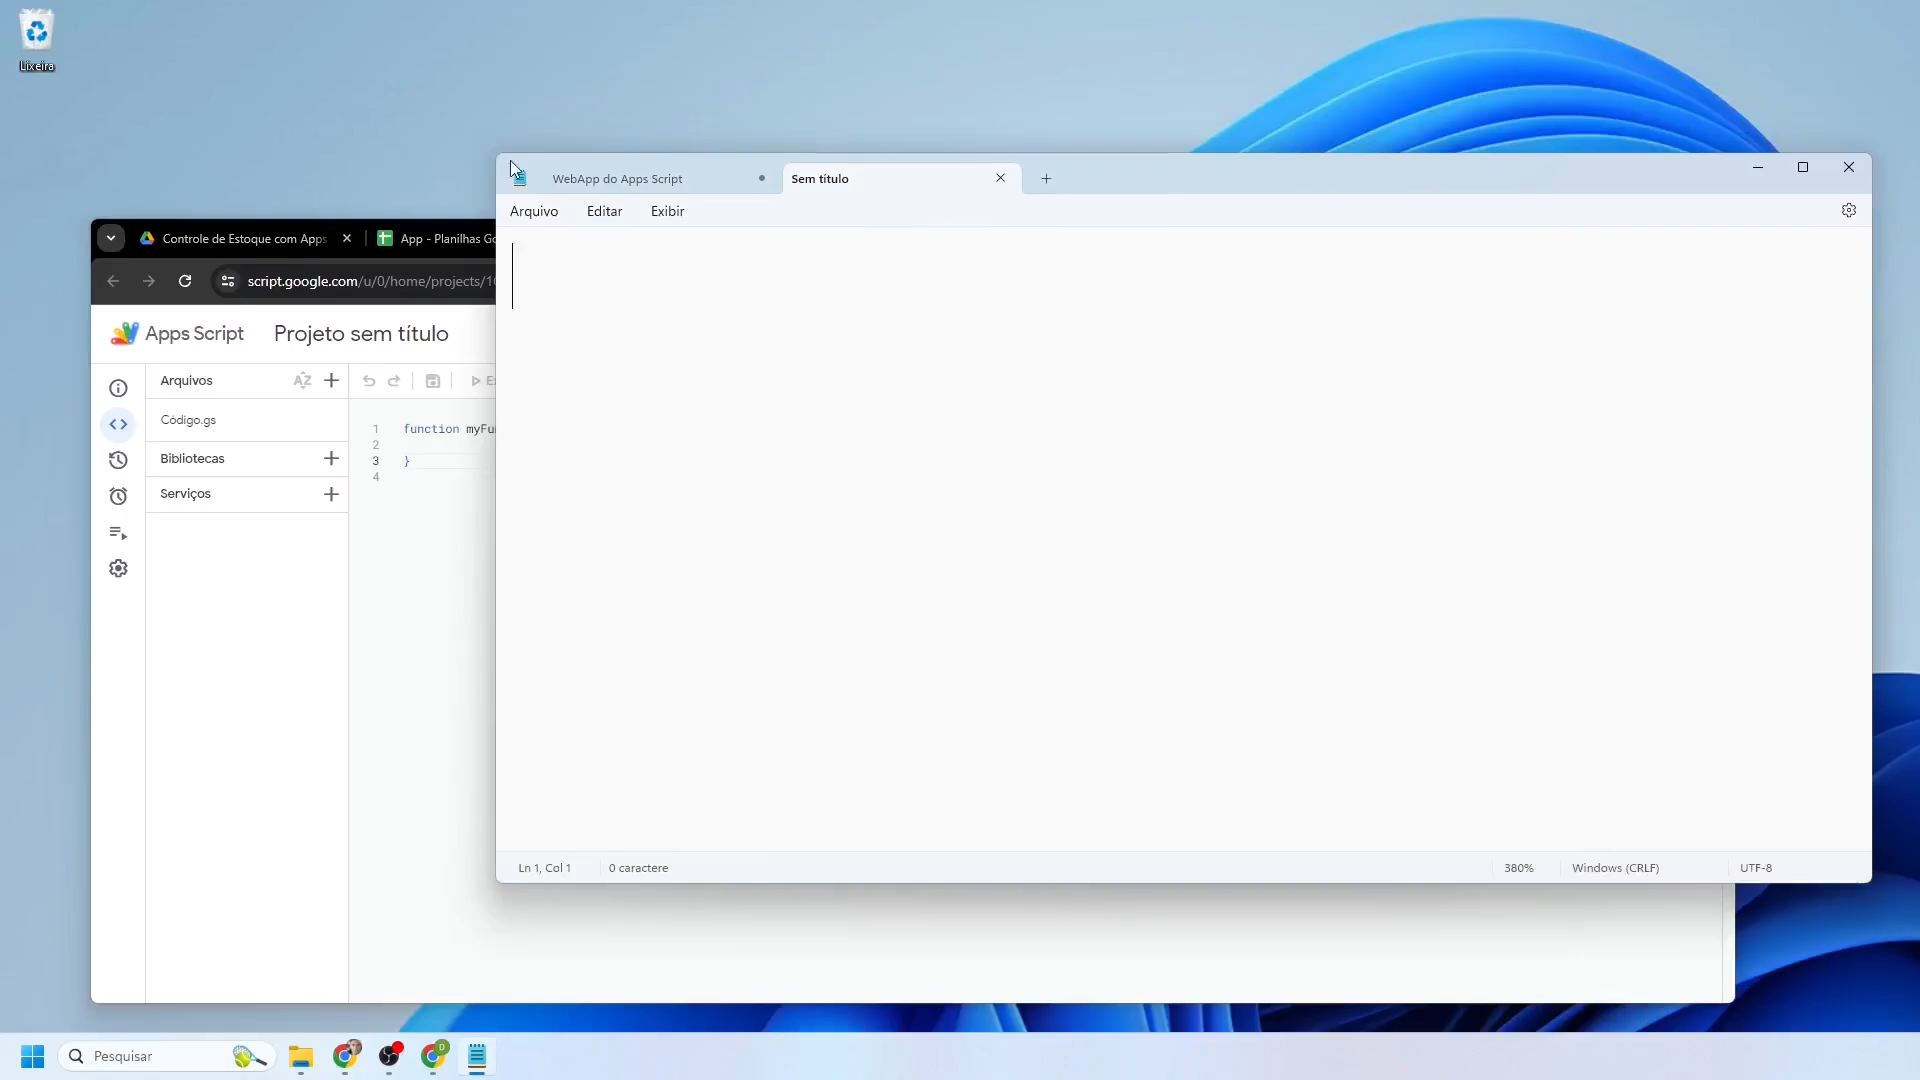 Lixeira
WebApp do Apps Script
Sem título
Arquivo Editar Exibir
Controle de Estoque com Apps
App - Planilhas Go
script.google.com/u/0/home/projects/1
Apps Script Projeto sem título
Arquivos
Código.gs
Bibliotecas
Serviços
1 function myFu
2
3 }
4
Ln 1, Col 1 0 caractere 380% Windows (CRLF) UTF-8
Pesquisar